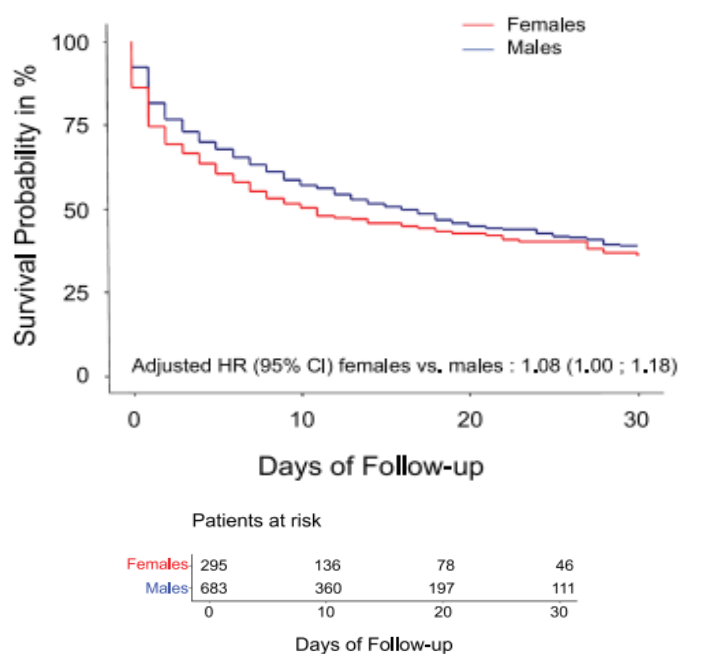 Females
Males
Survival Probability in %
100
75
50
25
0
Adjusted HR (95% CI) females vs. males : 1.08 (1.00 ; 1.18)
0 10 20 30
Days of Follow-up
Patients at risk
Females 295 136 78 46
Males 683 360 197 111
0 10 20 30
Days of Follow-up